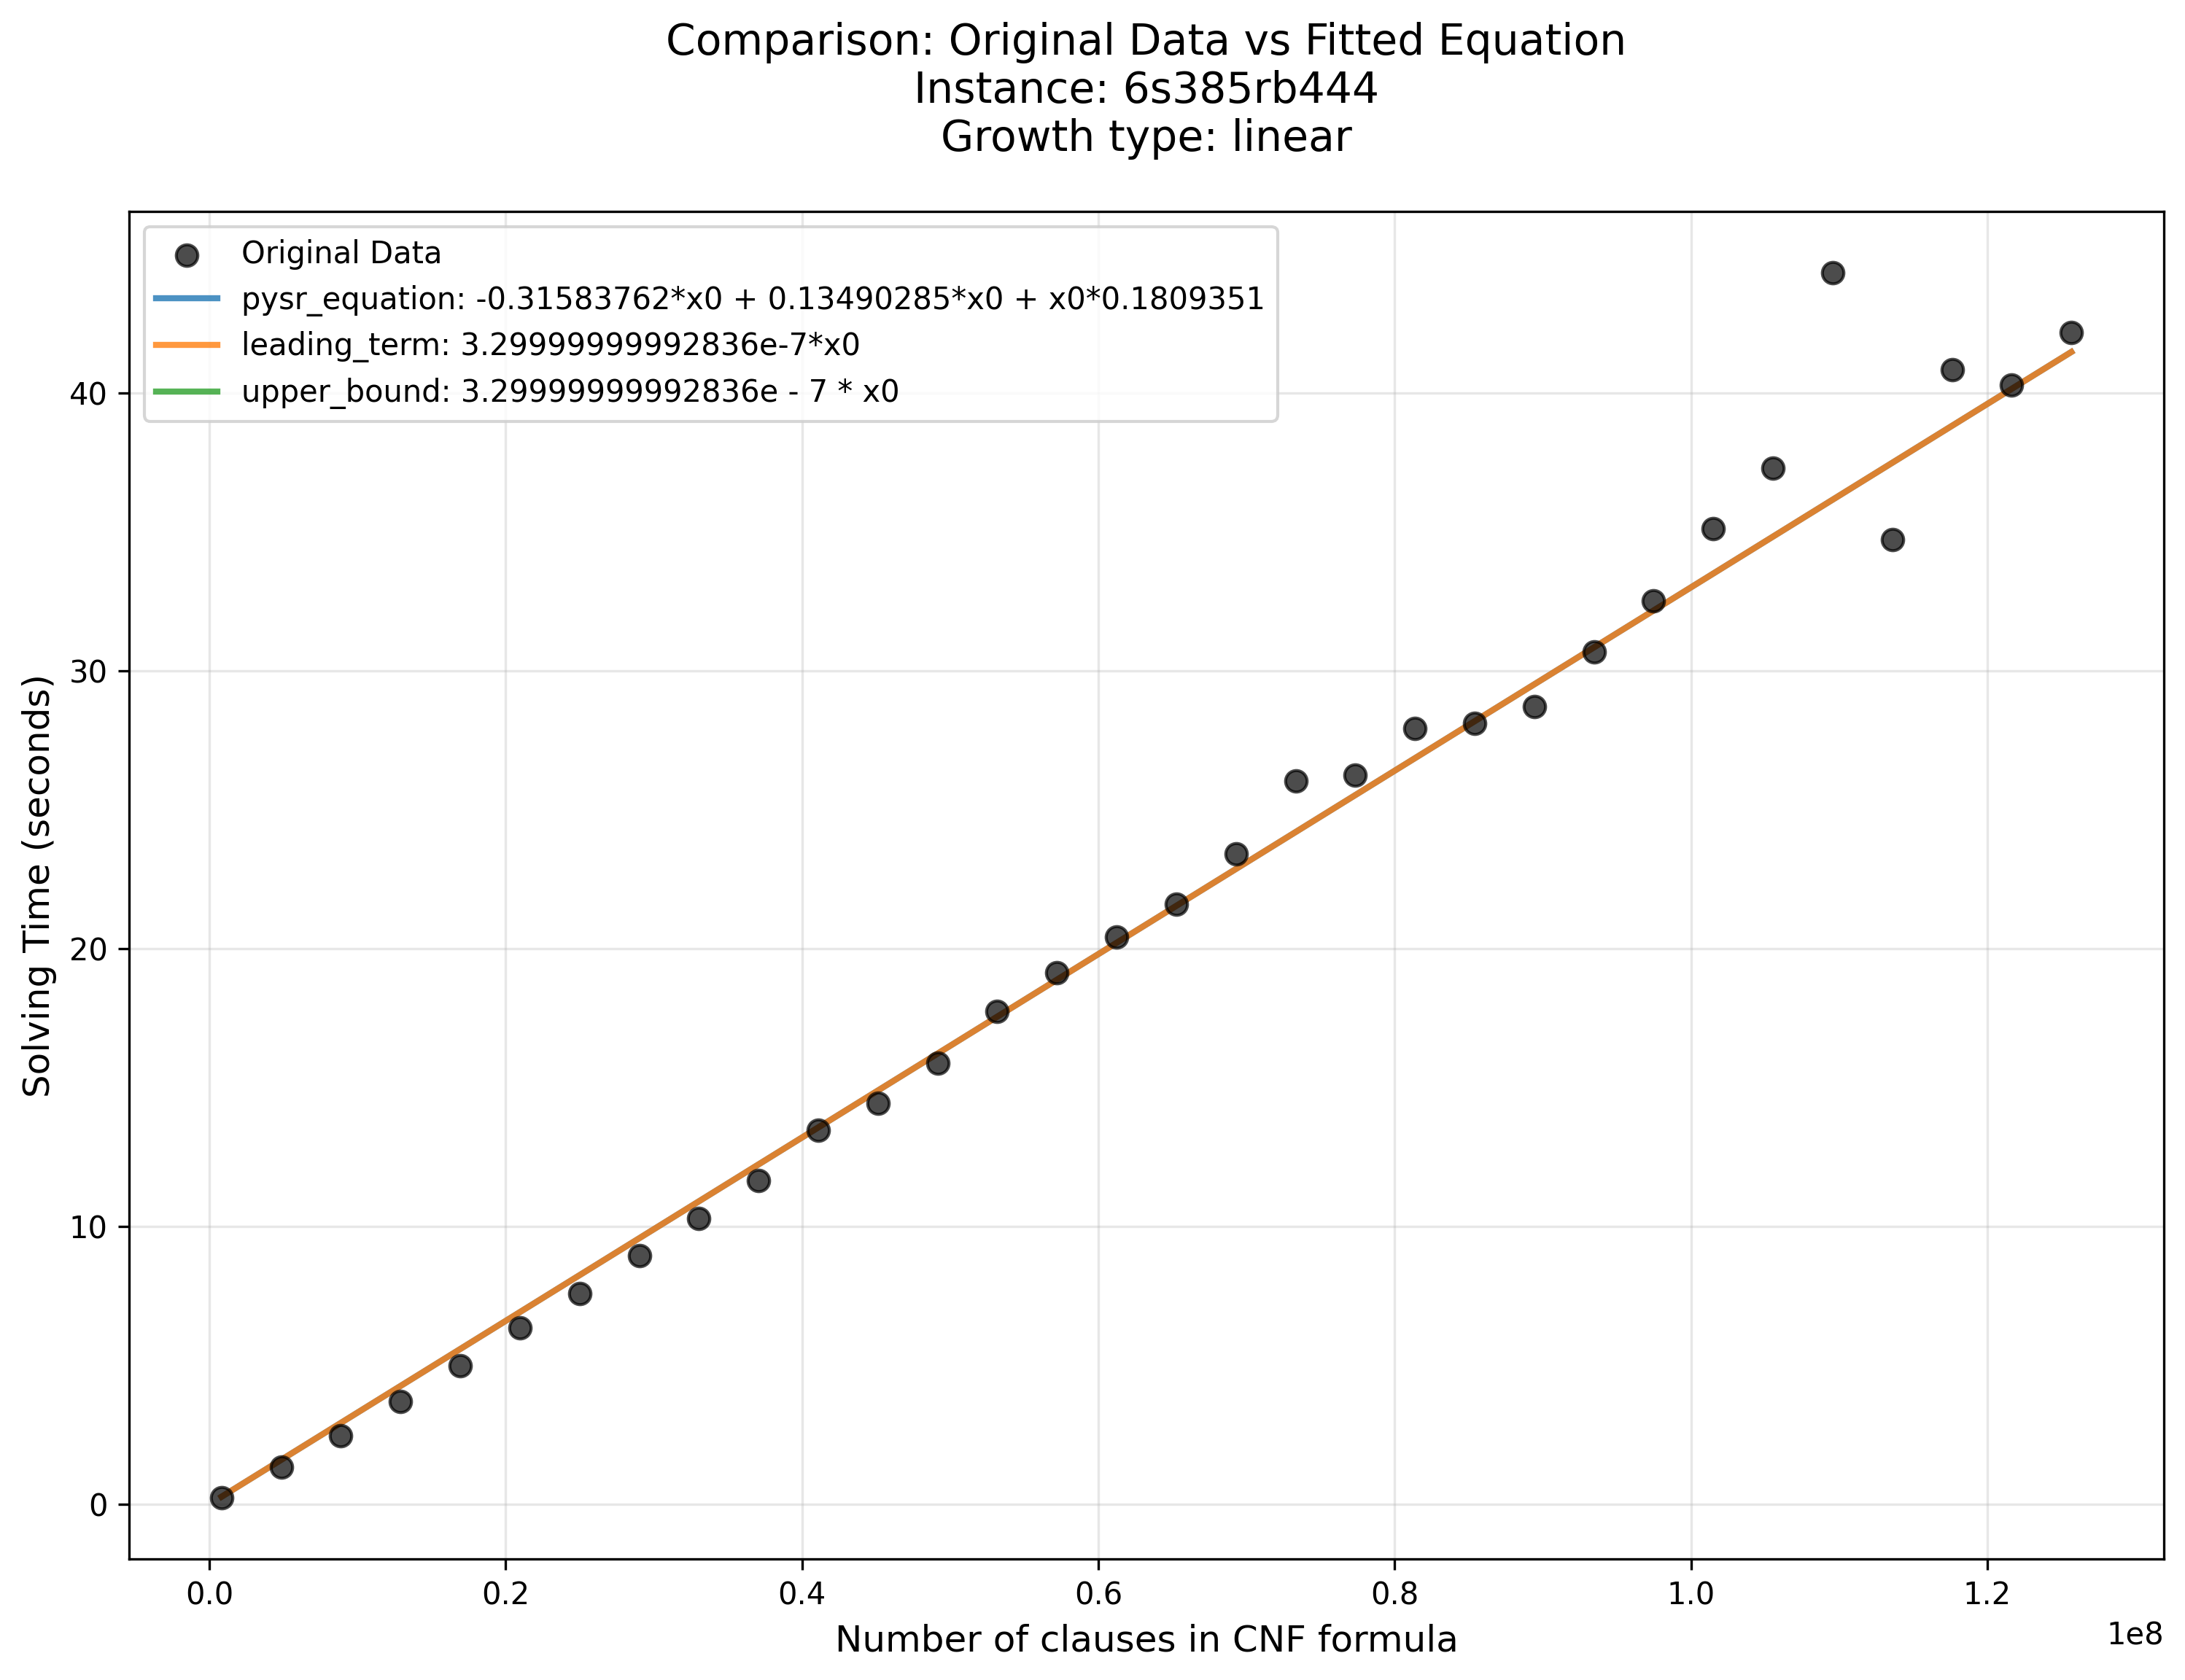 Comparison: Original Data vs Fitted Equation
Instance: 6s385rb444
Growth type: linear
Original Data
pysr_equation: -0.31583762*x0 + 0.13490285*x0 + x0*0.1809351
leading_term: 3.29999999992836e-7*x0
upper_bound: 3.29999999992836e - 7 * x0
40
30
20
10
0
Solving Time (seconds)
0.0 0.2 0.4 0.6 0.8 1.0 1.2
1e8
Number of clauses in CNF formula